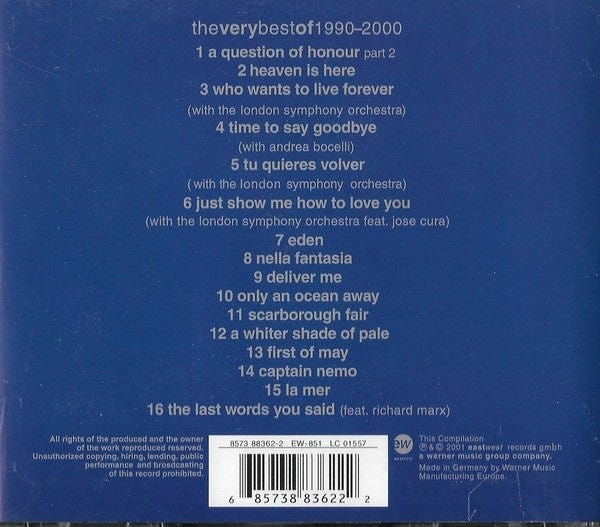 theverybestof1990–2000
1 a question of honour part 2
2 heaven is here
3 who wants to live forever
(with the london symphony orchestra)
4 time to say goodbye
(with andrea bocelli)
5 tu quieres volver
(with the london symphony orchestra)
6 just show me how to love you
(with the london symphony orchestra feat. jose cura)
7 eden
8 nella fantasia
9 deliver me
10 only an ocean away
11 scarborough fair
12 a whiter shade of pale
13 first of may
14 captain nemo
15 la mer
16 the last words you said (feat. richard marx)
All rights of the produced and the owner
of the work reproduced reserved.
Unauthorized copying, hiring, lending, public
performance and broadcasting
of this record prohibited.
8573 88362-2 EW-851 LC 01557
6 85738 83622 2
ew
eastwest
This Compilation
℗ & © 2001 eastwest records gmbh
a warner music group company.
Made in Germany by Warner Music
Manufacturing Europe.